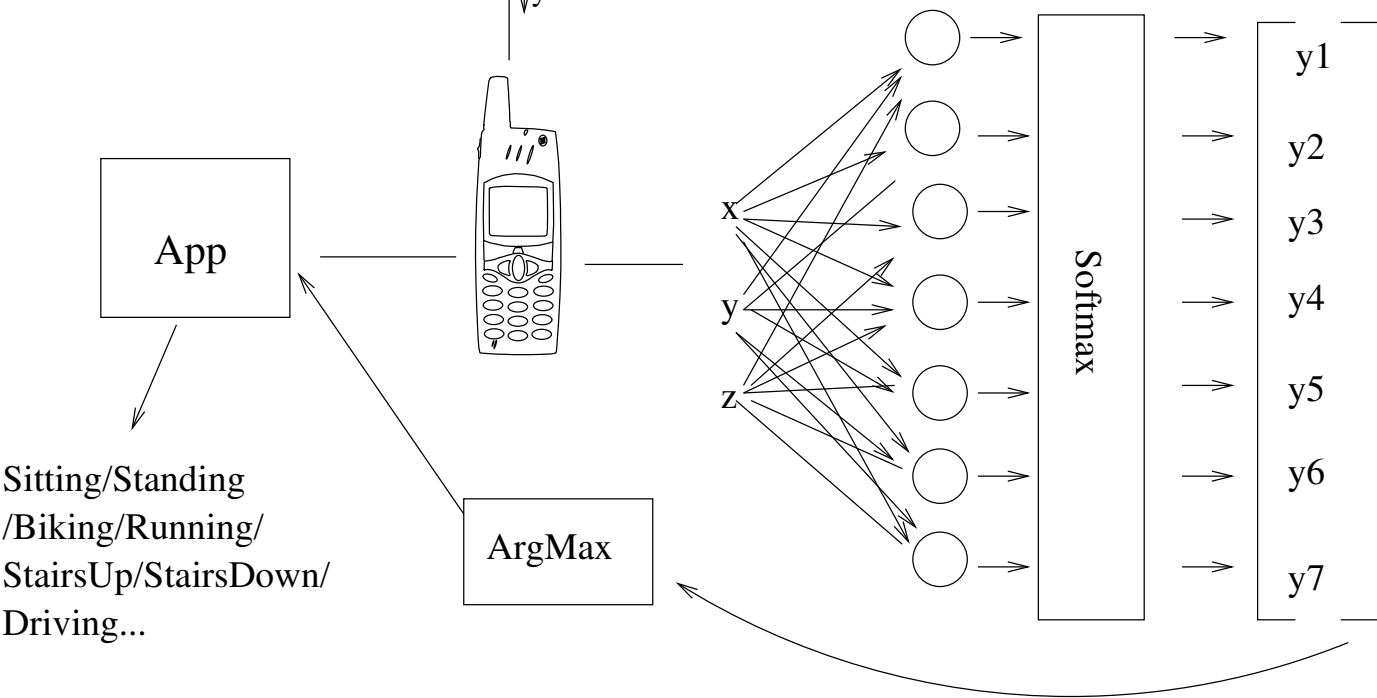 y
App
Sitting/Standing
/Biking/Running/
StairsUp/StairsDown/
Driving...
ArgMax
x
y
z
Softmax
y1
y2
y3
y4
y5
y6
y7